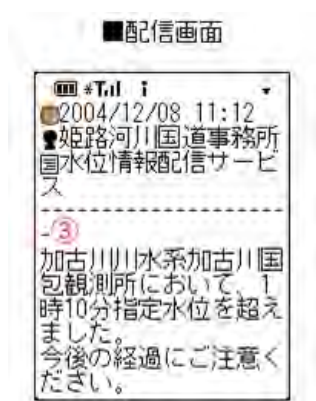 ■配信画面
2004/12/08 11:12
姫路河川国道事務所
国水位情報配信サービ
ス
-③
加古川川水系加古川国
包観測所において、1
時10分指定水位を超え
ました。
今後の経過にご注意く
ださい。